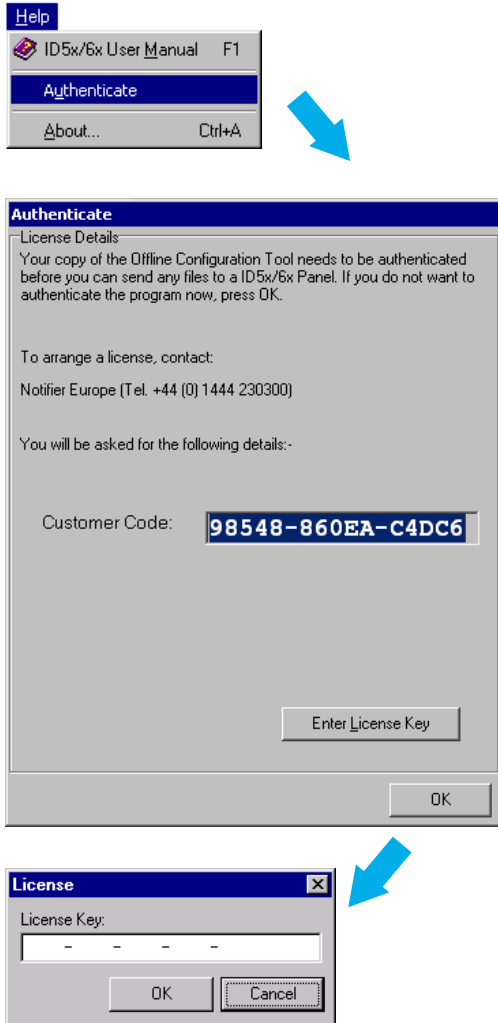 Help
ID5x/6x User Manual F1
Authenticate
About... Ctrl+A
Authenticate
License Details
Your copy of the Offline Configuration Tool needs to be authenticated
before you can send any files to a ID5x/6x Panel. If you do not want to
authenticate the program now, press OK.
To arrange a license, contact:
Notifier Europe (Tel. +44 (0) 1444 230300)
You will be asked for the following details:-
Customer Code: 98548-860EA-C4DC6
Enter License Key
OK
License
License Key:
- - - -
OK Cancel